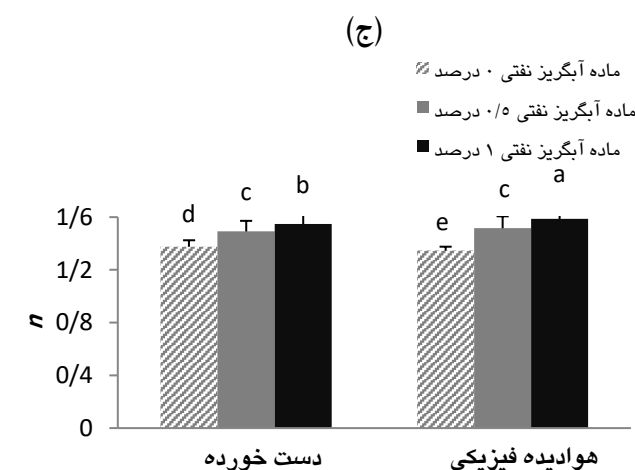 (ج)
ماده آبگریز نفتی ۰ درصد
ماده آبگریز نفتی ۰/۵ درصد
ماده آبگریز نفتی ۱ درصد
d c b e c a
1/6
1/2
0/8
0/4
0
n
دست خورده هوادیده فیزیکی